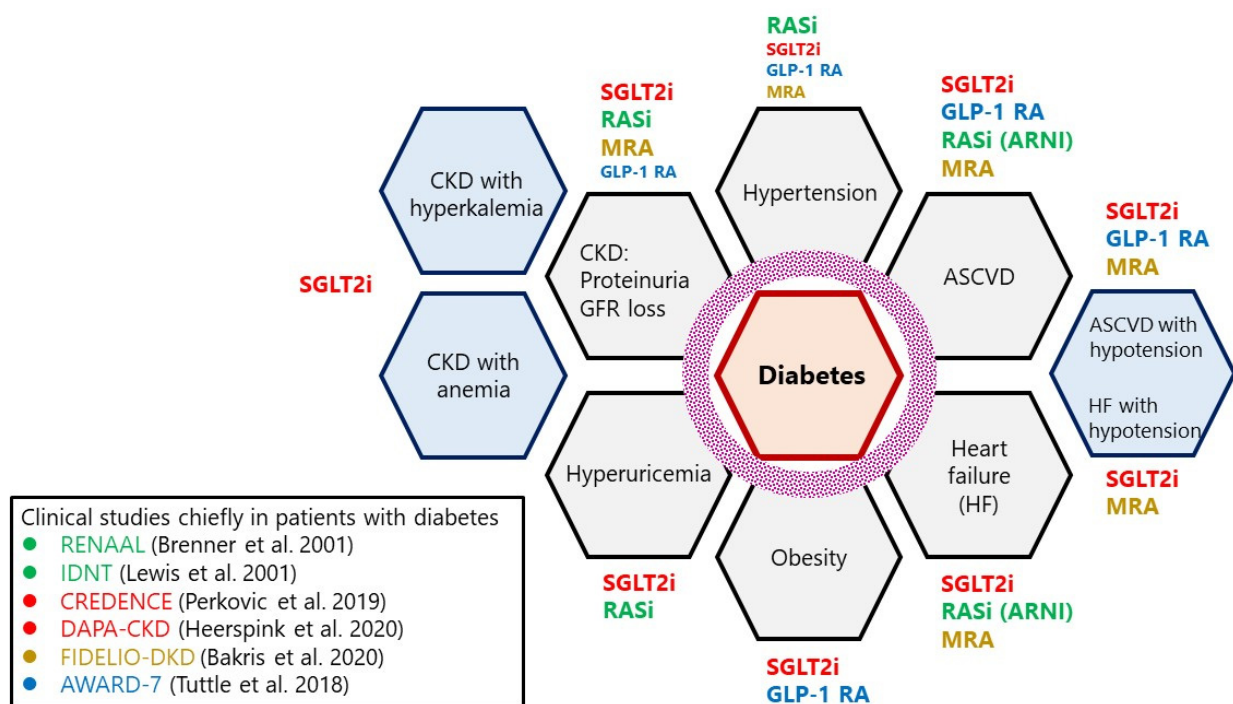 RASi
SGLT2i
GLP-1 RA
MRA
SGLT2i
RASi
MRA
GLP-1 RA
SGLT2i
GLP-1 RA
RASi (ARNI)
MRA
CKD with
hyperkalemia
Hypertension
SGLT2i
GLP-1 RA
MRA
CKD:
Proteinuria
GFR loss
ASCVD
SGLT2i
ASCVD with
hypotension
HF with
hypotension
CKD with
anemia
Diabetes
Hyperuricemia
Heart
failure
(HF)
SGLT2i
MRA
Obesity
SGLT2i
RASi
SGLT2i
RASi (ARNI)
MRA
SGLT2i
GLP-1 RA
Clinical studies chiefly in patients with diabetes
● RENAAL (Brenner et al. 2001)
● IDNT (Lewis et al. 2001)
● CREDENCE (Perkovic et al. 2019)
● DAPA-CKD (Heerspink et al. 2020)
● FIDELIO-DKD (Bakris et al. 2020)
● AWARD-7 (Tuttle et al. 2018)